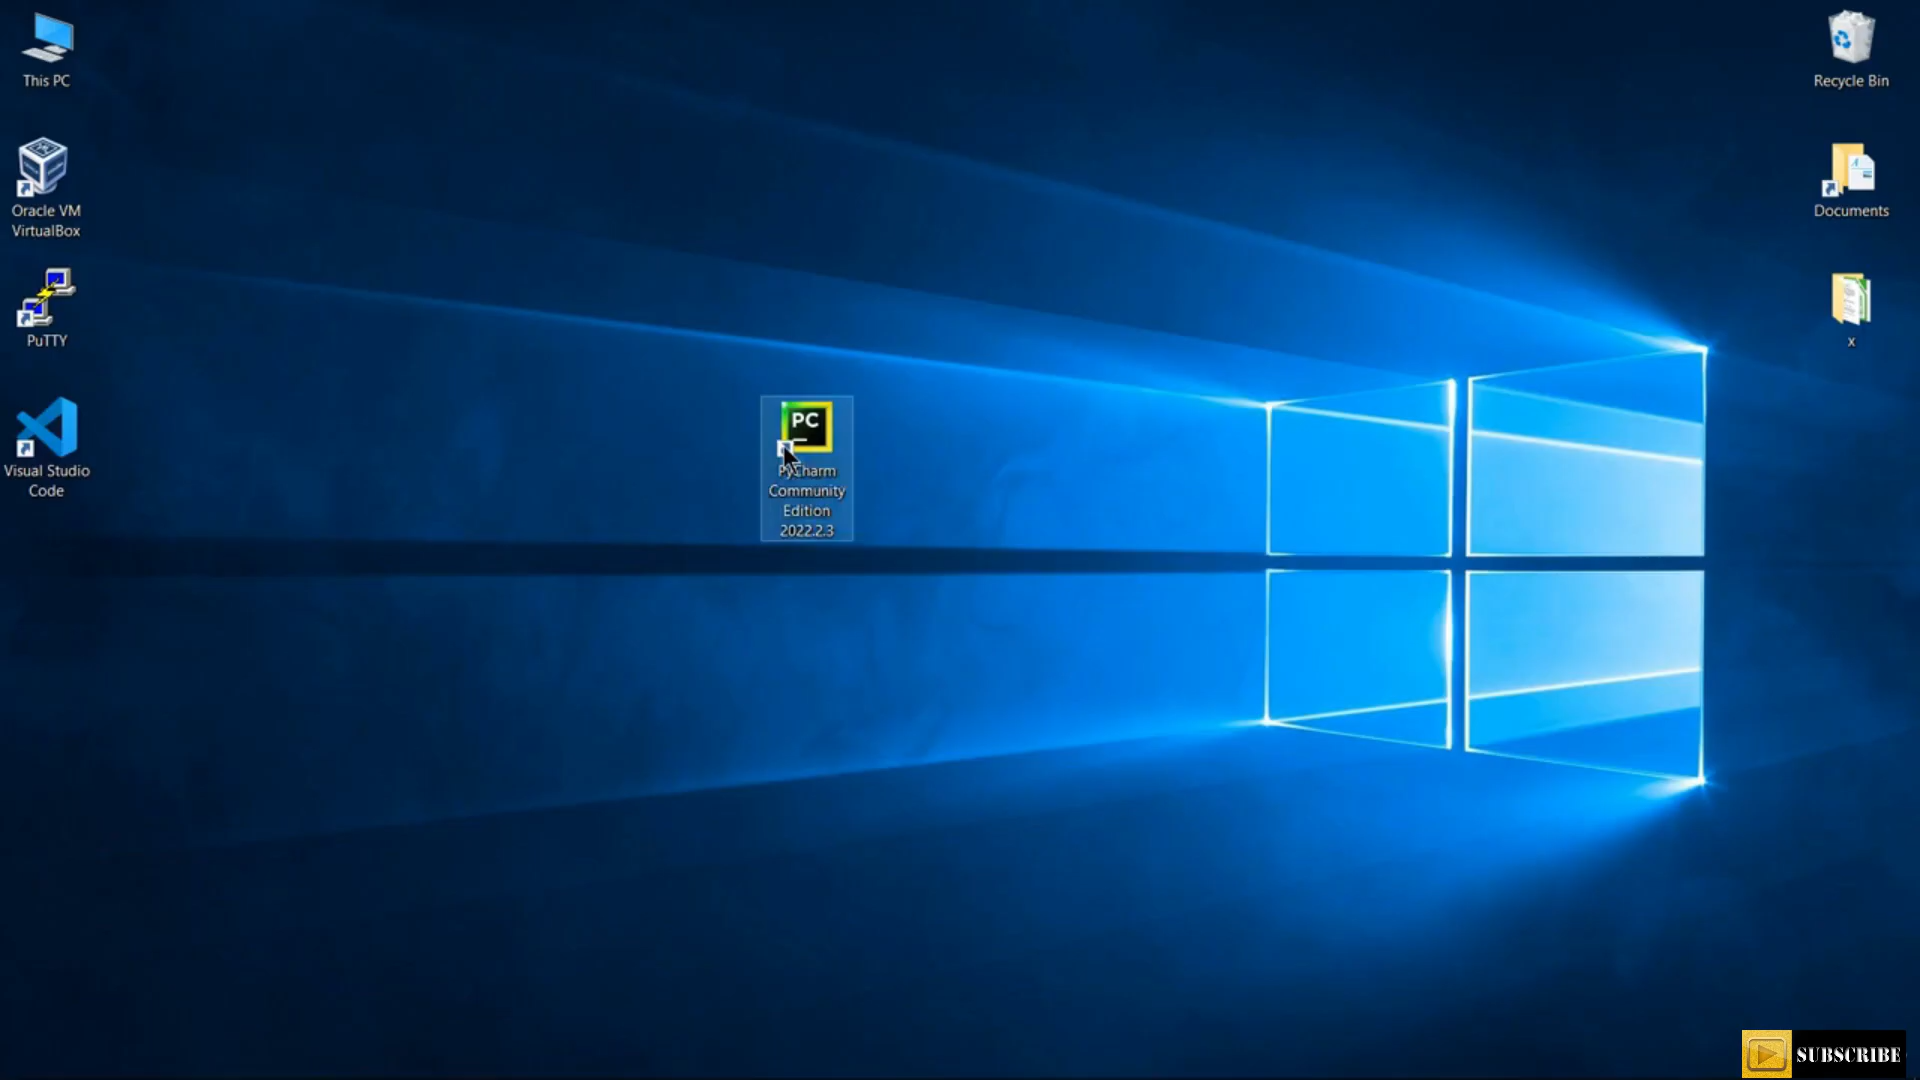 This PC
Oracle VM
VirtualBox
PuTTY
Visual Studio
Code
PC
PyCharm
Community
Edition
2022.2.3
Recycle Bin
Documents
x
SUBSCRIBE